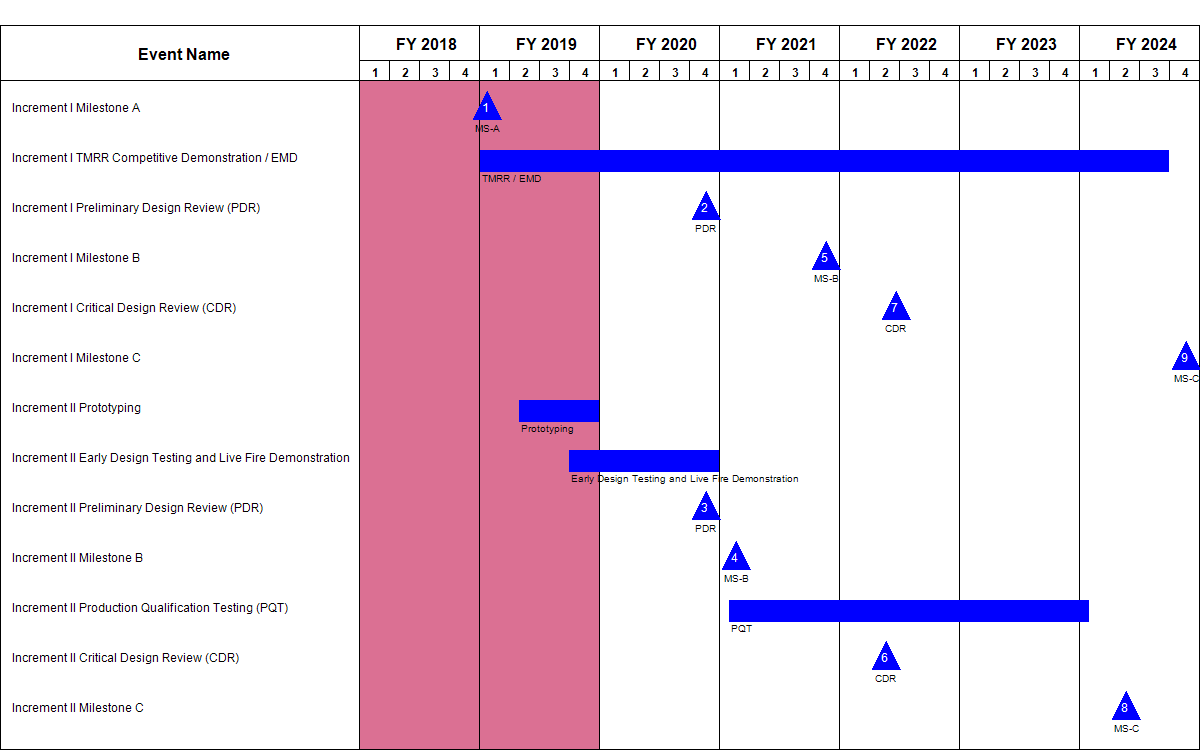 Event Name FY 2018 FY 2019 FY 2020 FY 2021 FY 2022 FY 2023 FY 2024
1 2 3 4 1 2 3 4 1 2 3 4 1 2 3 4 1 2 3 4 1 2 3 4 1 2 3 4
Increment I Milestone A 1
MS-A
Increment I TMRR Competitive Demonstration / EMD
TMRR / EMD
Increment I Preliminary Design Review (PDR) 2
PDR
Increment I Milestone B 5
MS-B
Increment I Critical Design Review (CDR) 7
CDR
Increment I Milestone C 9
MS-C
Increment II Prototyping
Prototyping
Increment II Early Design Testing and Live Fire Demonstration
Early Design Testing and Live Fire Demonstration
Increment II Preliminary Design Review (PDR) 3
PDR
Increment II Milestone B 4
MS-B
Increment II Production Qualification Testing (PQT)
PQT
Increment II Critical Design Review (CDR) 6
CDR
Increment II Milestone C 8
MS-C